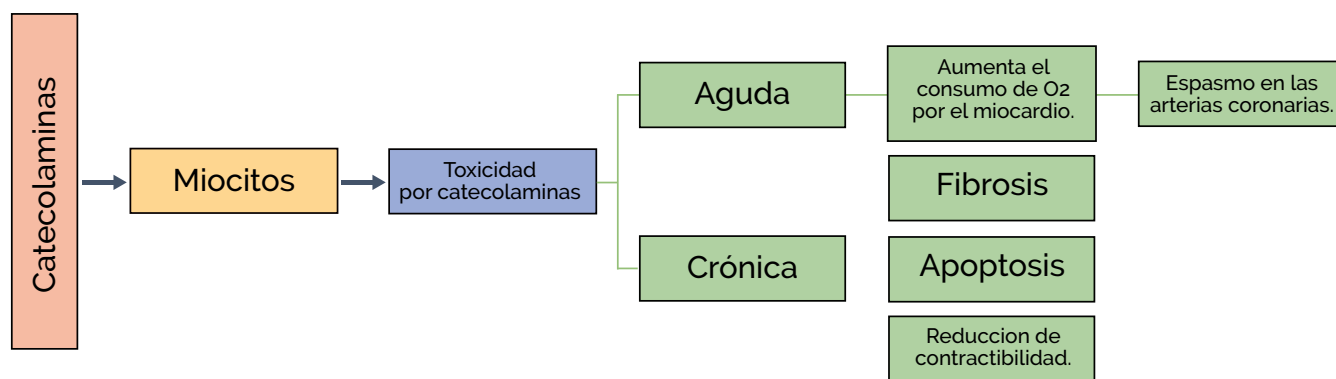 Catecolaminas
Miocitos
Toxicidad
por catecolaminas
Aguda
Aumenta el
consumo de O2
por el miocardio.
Espasmo en las
arterias coronarias.
Fibrosis
Crónica
Apoptosis
Reduccion de
contractibilidad.